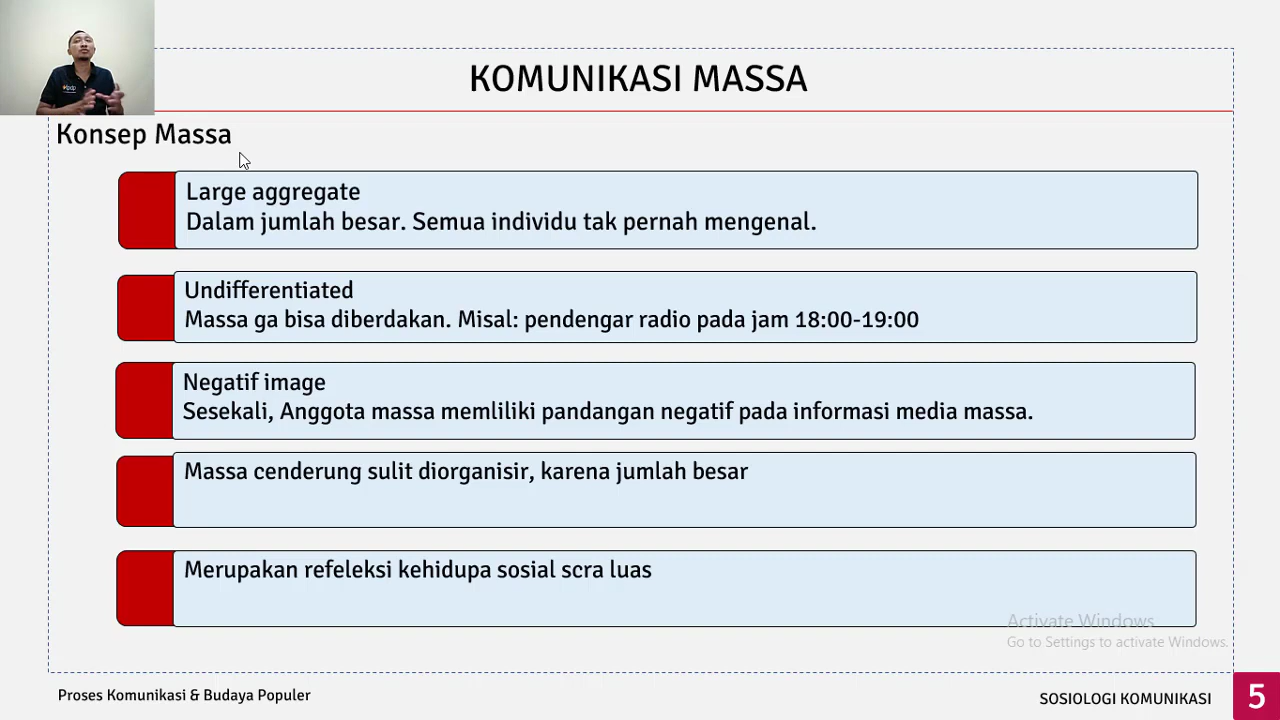 KOMUNIKASI MASSA
Konsep Massa
Large aggregate
Dalam jumlah besar. Semua individu tak pernah mengenal.
Undifferentiated
Massa ga bisa diberdakan. Misal: pendengar radio pada jam 18:00-19:00
Negatif image
Sesekali, Anggota massa memliliki pandangan negatif pada informasi media massa.
Massa cenderung sulit diorganisir, karena jumlah besar
Merupakan refeleksi kehidupa sosial scra luas
Activate Windows
Go to Settings to activate Windows.
Proses Komunikasi & Budaya Populer
SOSIOLOGI KOMUNIKASI
5